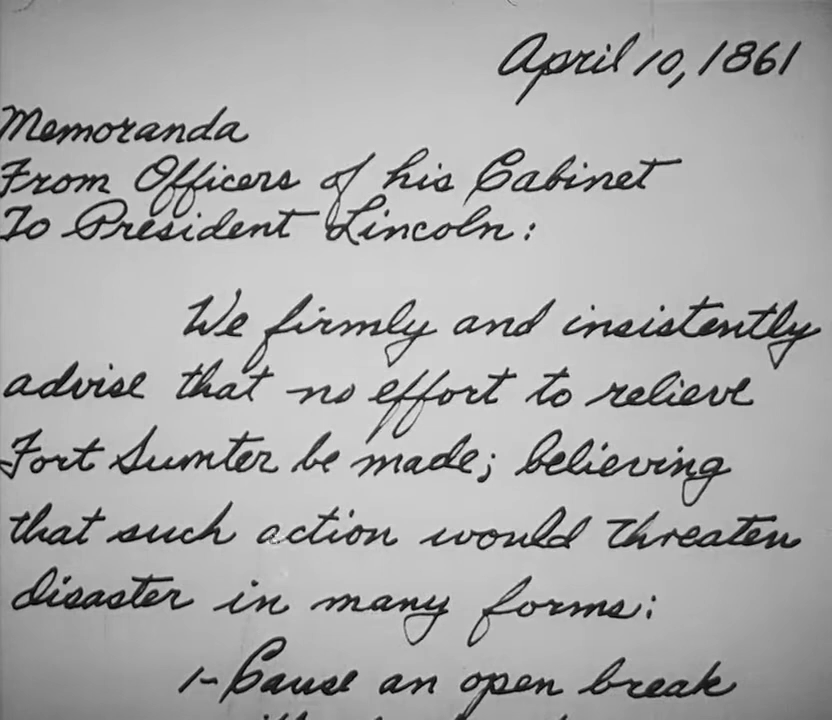 April 10, 1861
Memoranda
From Officers of his Cabinet
To President Lincoln:
We firmly and insistently
advise that no effort to relieve
Fort Sumter be made; believing
that such action would threaten
disaster in many forms:
1- Cause an open break